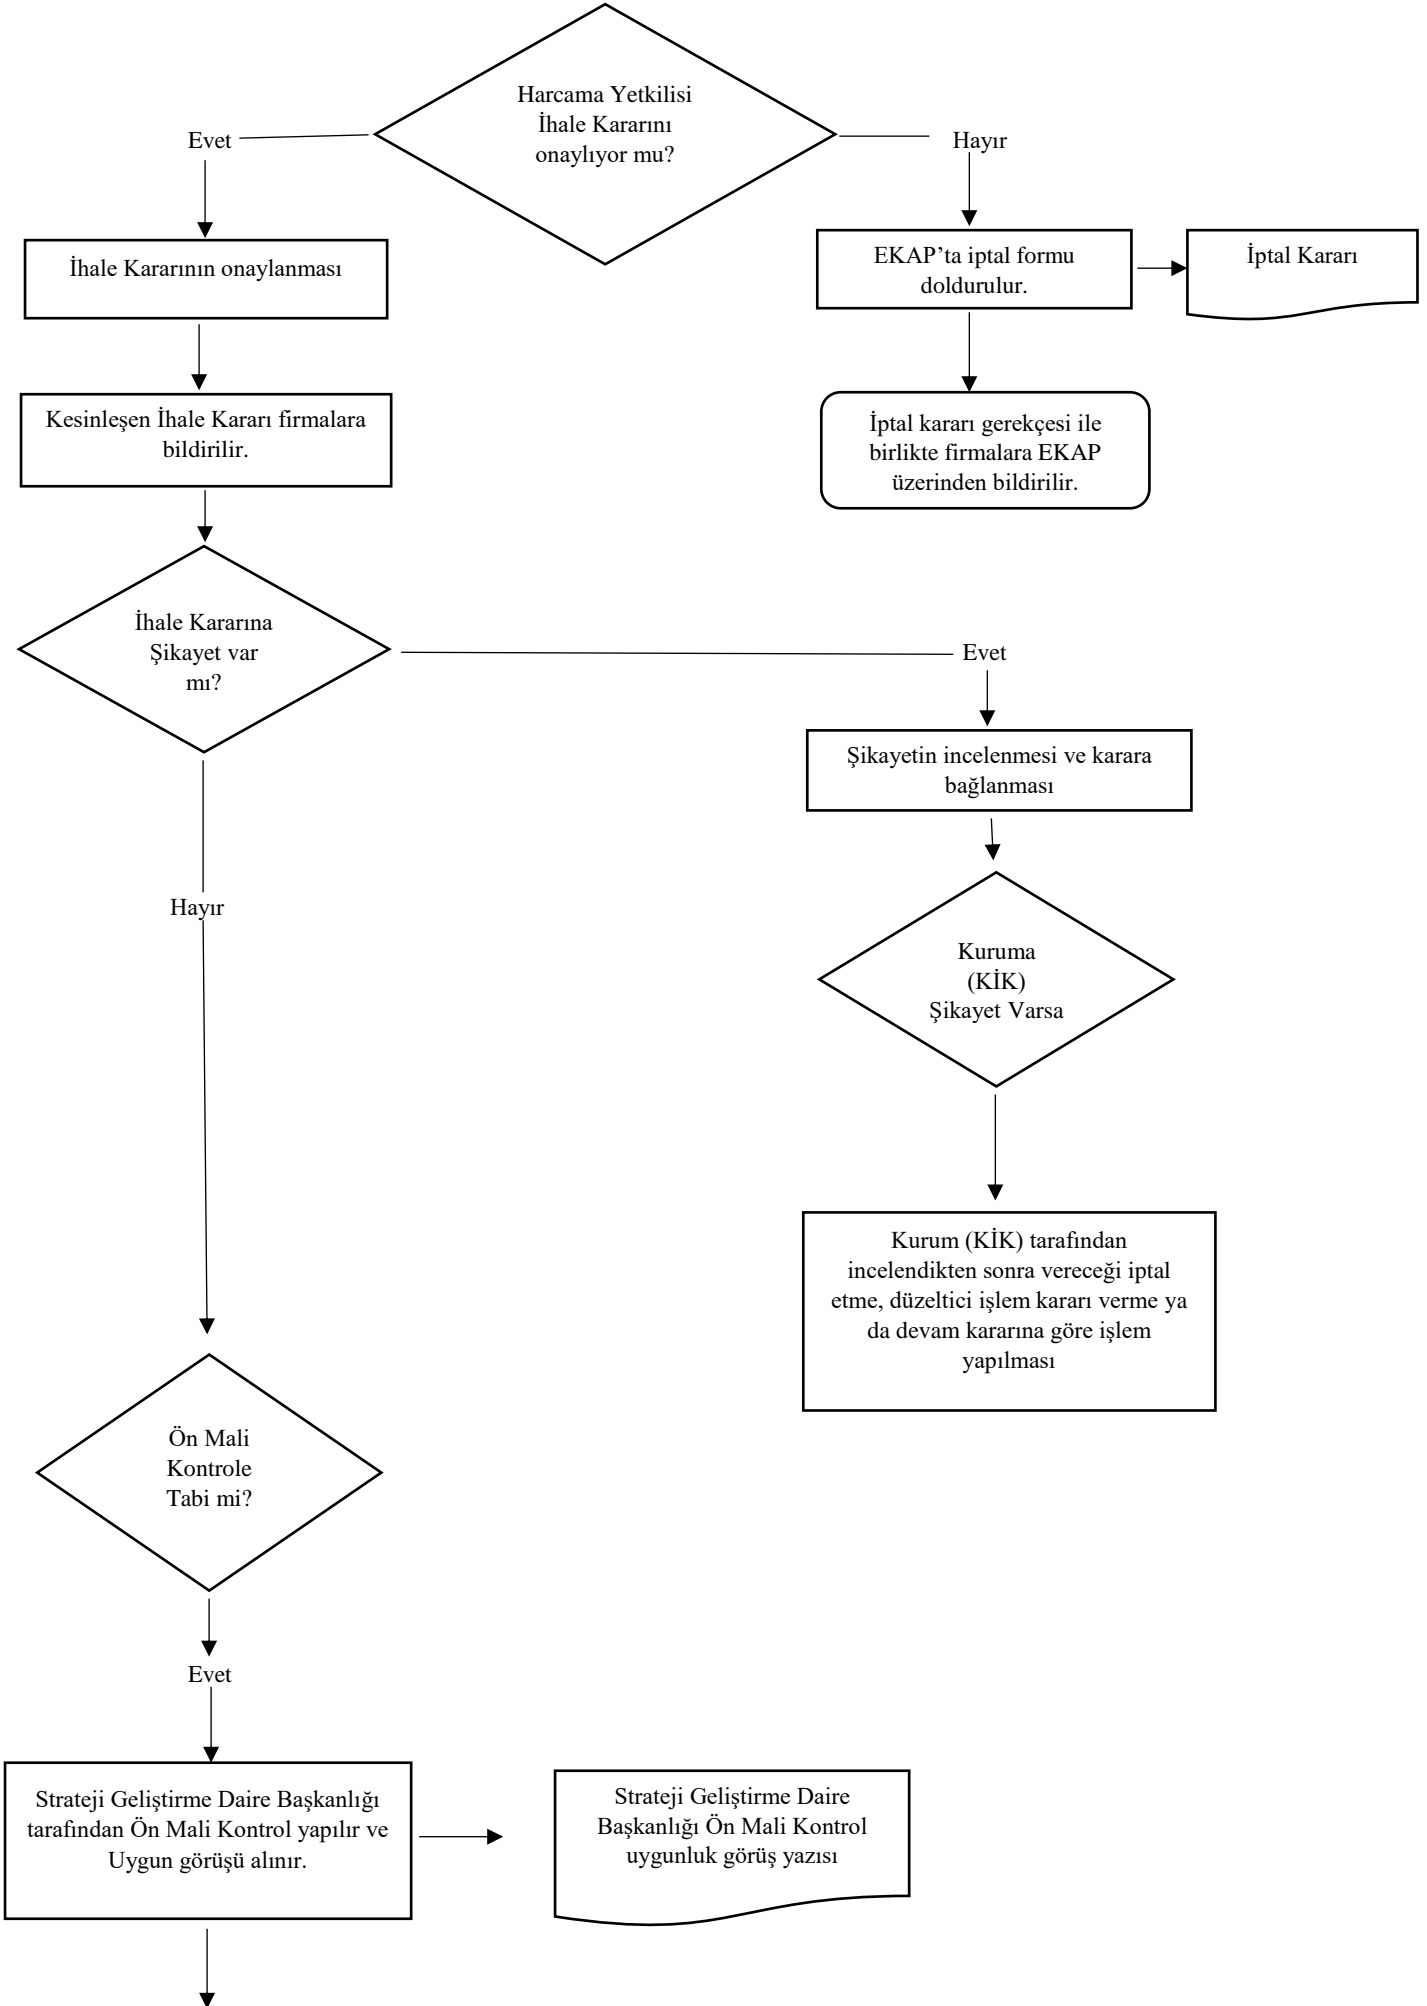 Harcama Yetkilisi
İhale Kararını
onaylıyor mu?
Evet
Hayır
İhale Kararının onaylanması
EKAP’ta iptal formu
doldurulur.
İptal Kararı
Kesinleşen İhale Kararı firmalara
bildirilir.
İptal kararı gerekçesi ile
birlikte firmalara EKAP
üzerinden bildirilir.
İhale Kararına
Şikayet var
mı?
Evet
Şikayetin incelenmesi ve karara
bağlanması
Hayır
Kuruma
(KİK)
Şikayet Varsa
Kurum (KİK) tarafından
incelendikten sonra vereceği iptal
etme, düzeltici işlem kararı verme ya
da devam kararına göre işlem
yapılması
Ön Mali
Kontrole
Tabi mi?
Evet
Strateji Geliştirme Daire Başkanlığı
tarafından Ön Mali Kontrol yapılır ve
Uygun görüşü alınır.
Strateji Geliştirme Daire
Başkanlığı Ön Mali Kontrol
uygunluk görüş yazısı